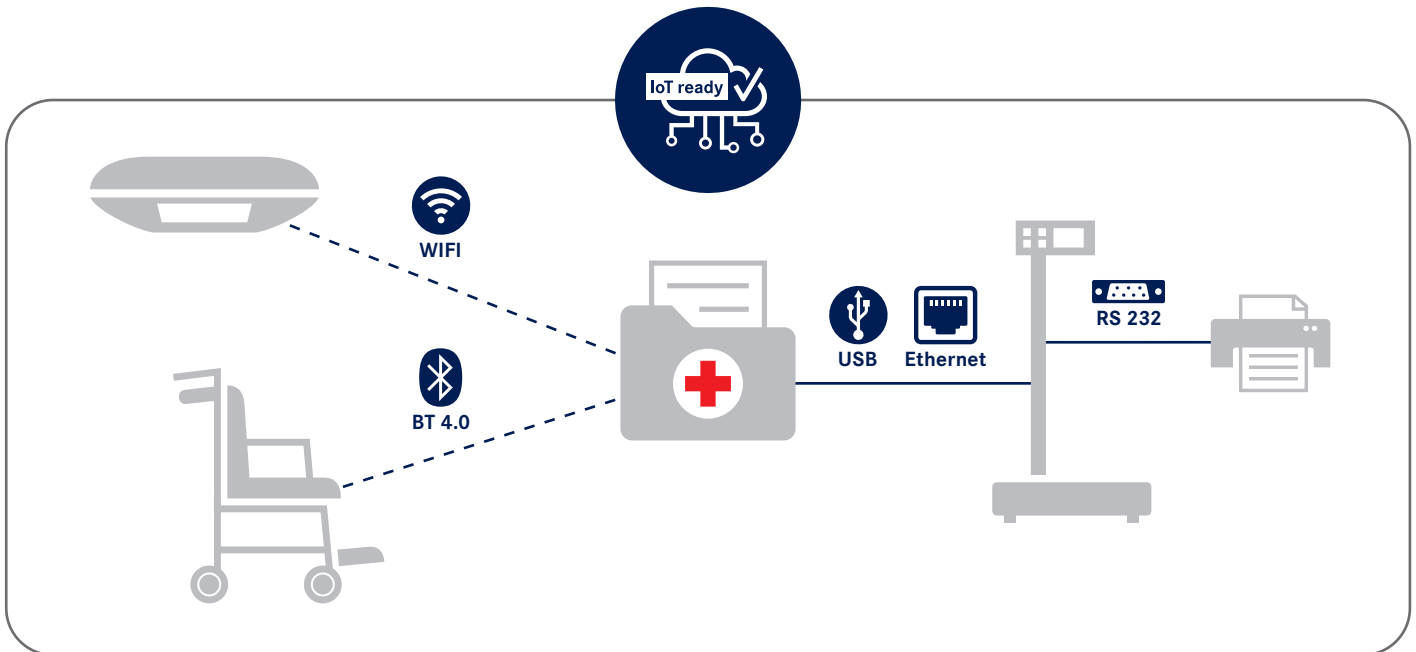 IoT ready
WIFI
BT 4.0
USB
Ethernet
RS 232